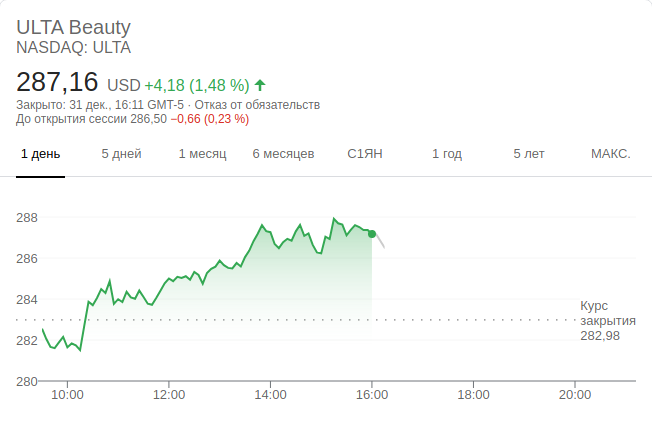 ULTA Beauty
NASDAQ: ULTA
287,16 USD +4,18 (1,48 %)
Закрыто: 31 дек., 16:11 GMT-5 · Отказ от обязательств
До открытия сессии 286,50 −0,66 (0,23 %)
1 день 5 дней 1 месяц 6 месяцев С1ЯН 1 год 5 лет МАКС.
288
286
284
Курс
закрытия
282,98
282
280
10:00 12:00 14:00 16:00 18:00 20:00